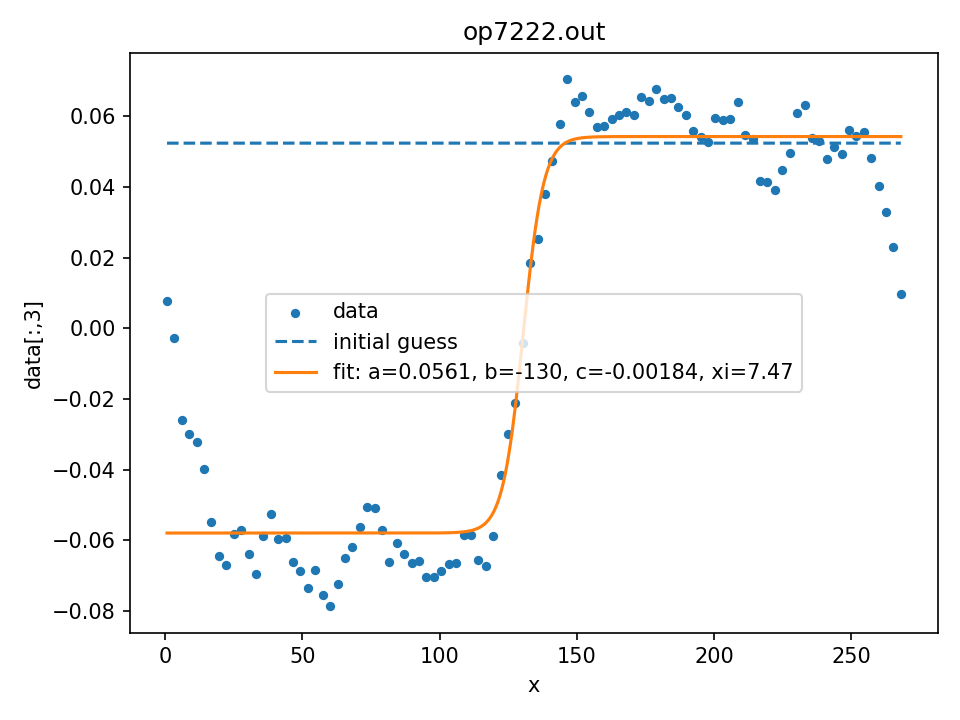 op7222.out
data[:,3]
0.06
0.04
0.02
0.00
−0.02
−0.04
−0.06
−0.08
data
initial guess
fit: a=0.0561, b=-130, c=-0.00184, xi=7.47
0 50 100 150 200 250
x